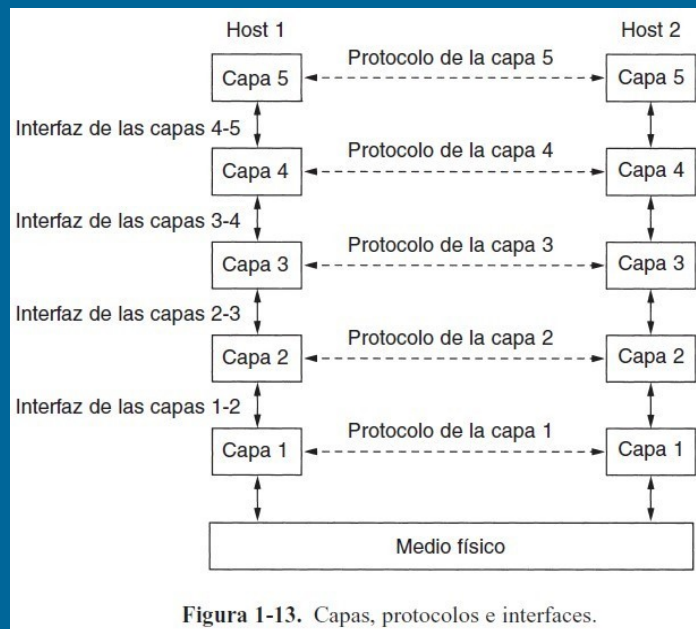 Host 1
Host 2
Protocolo de la capa 5
Capa 5
Capa 5
Interfaz de las capas 4-5
Protocolo de la capa 4
Capa 4
Capa 4
Interfaz de las capas 3-4
Protocolo de la capa 3
Capa 3
Capa 3
Interfaz de las capas 2-3
Protocolo de la capa 2
Capa 2
Capa 2
Interfaz de las capas 1-2
Protocolo de la capa 1
Capa 1
Capa 1
Medio físico
Figura 1-13. Capas, protocolos e interfaces.